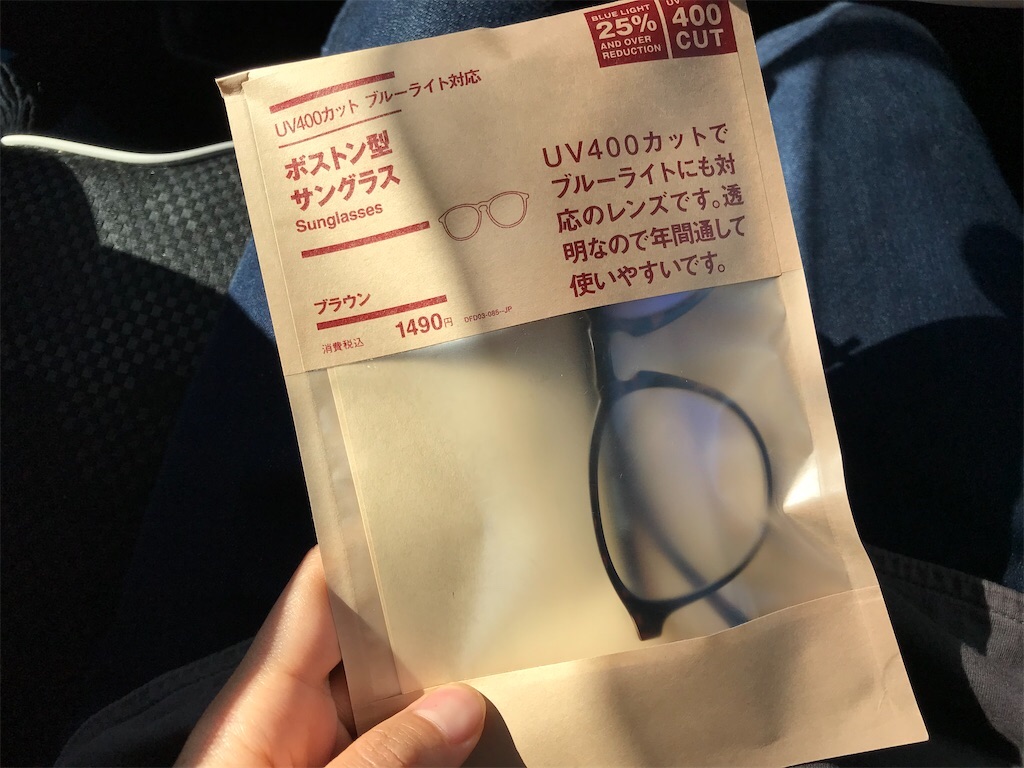 BLUE LIGHT
25%
AND OVER
REDUCTION
UV
400
CUT
UV400カット ブルーライト対応
ボストン型
サングラス
Sunglasses
UV400カットで
ブルーライトにも対
応のレンズです。透
明なので年間通して
使いやすいです。
ブラウン
消費税込 1490円 DFD03-085-JP